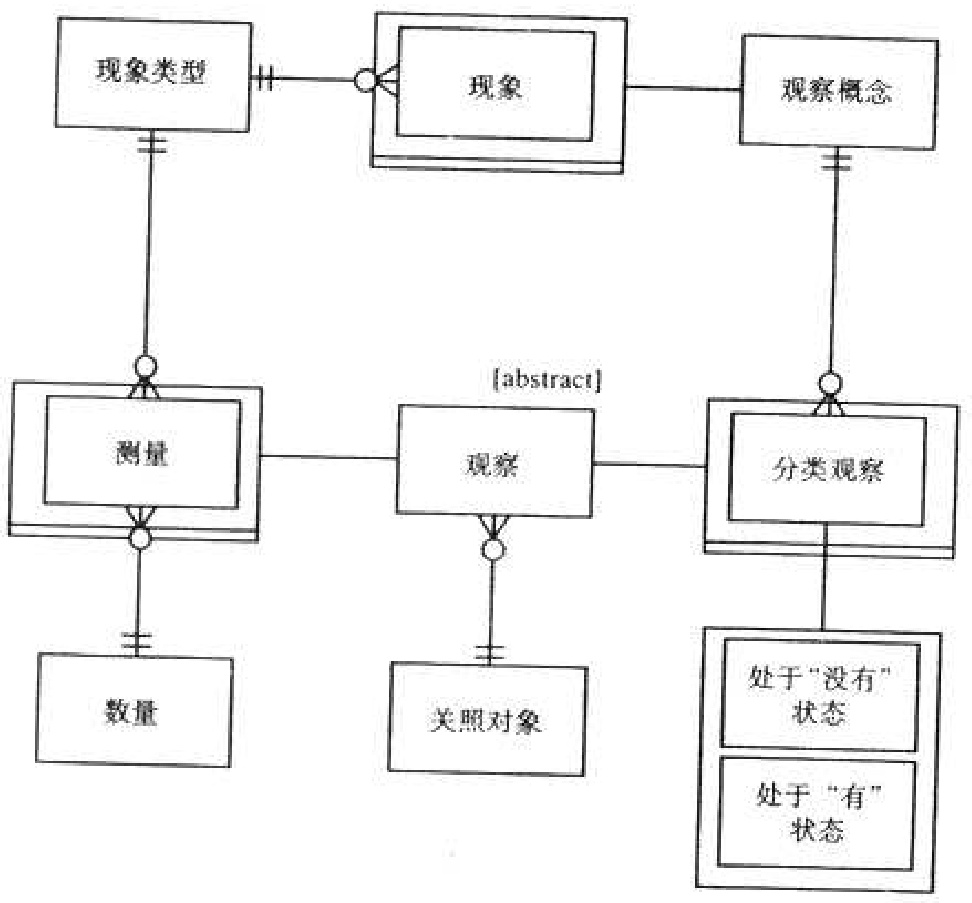 现象类型
现象
观察概念
[abstract]
测量
观察
分类观察
数量
关照对象
处于“没有”
状态
处于“有”
状态